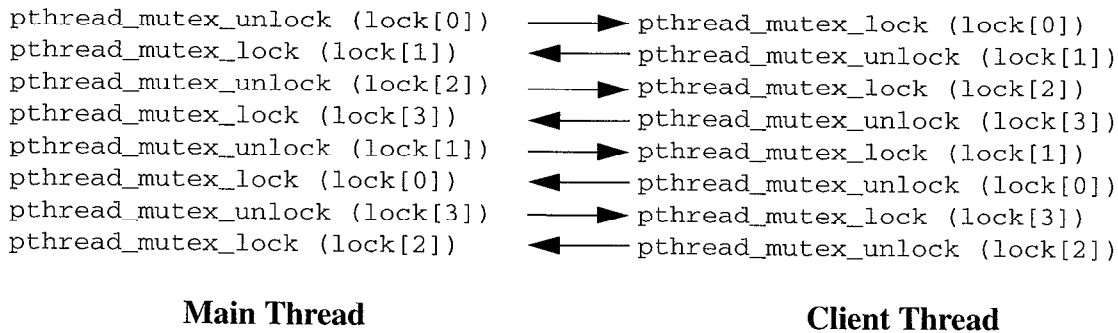 pthread_mutex_unlock (lock[0]) pthread_mutex_lock (lock[0])
pthread_mutex_lock (lock[1]) pthread_mutex_unlock (lock[1])
pthread_mutex_unlock (lock[2]) pthread_mutex_lock (lock[2])
pthread_mutex_lock (lock[3]) pthread_mutex_unlock (lock[3])
pthread_mutex_unlock (lock[1]) pthread_mutex_lock (lock[1])
pthread_mutex_lock (lock[0]) pthread_mutex_unlock (lock[0])
pthread_mutex_unlock (lock[3]) pthread_mutex_lock (lock[3])
pthread_mutex_lock (lock[2]) pthread_mutex_unlock (lock[2])
Main Thread Client Thread